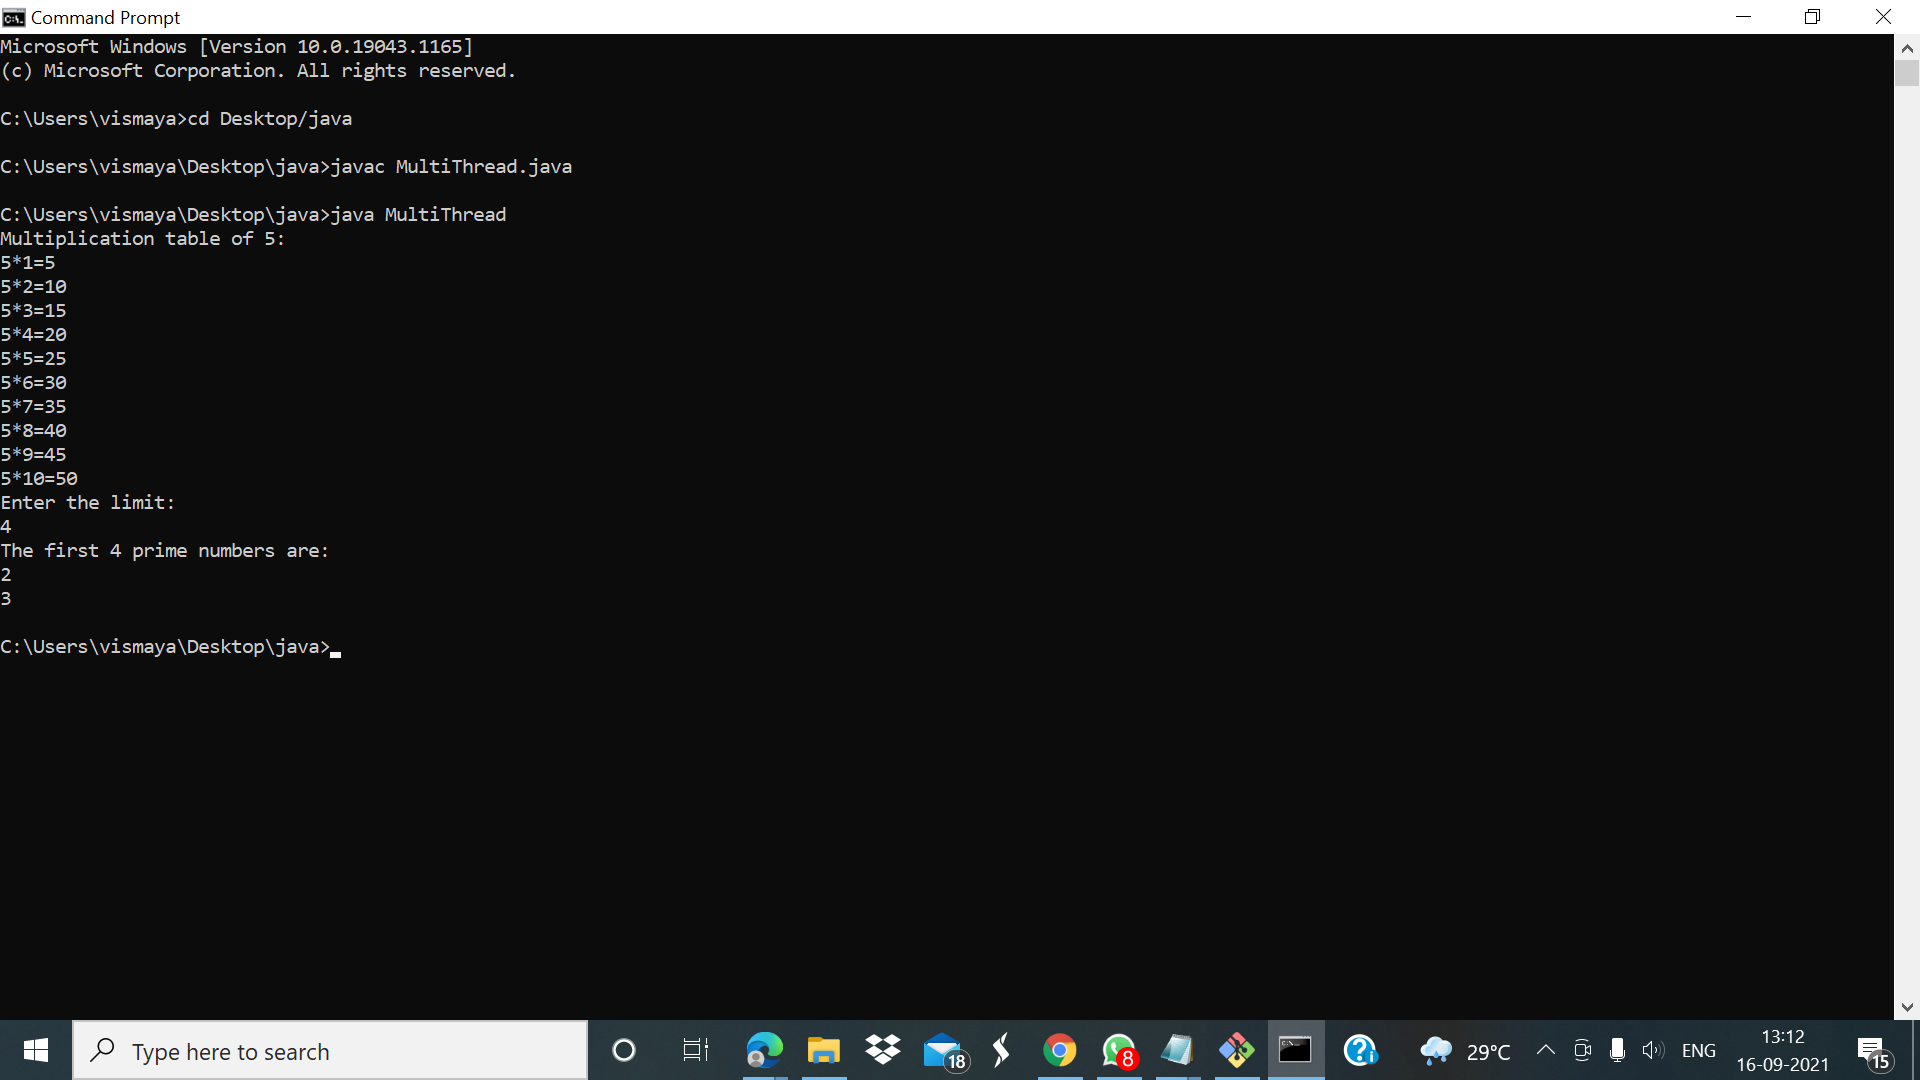 Command Prompt
Microsoft Windows [Version 10.0.19043.1165]
(c) Microsoft Corporation. All rights reserved.
C:\Users\vismaya>cd Desktop/java
C:\Users\vismaya\Desktop\java>javac MultiThread.java
C:\Users\vismaya\Desktop\java>java MultiThread
Multiplication table of 5:
5*1=5
5*2=10
5*3=15
5*4=20
5*5=25
5*6=30
5*7=35
5*8=40
5*9=45
5*10=50
Enter the limit:
4
The first 4 prime numbers are:
2
3
C:\Users\vismaya\Desktop\java>
Type here to search
18
8
29°C
ENG
13:12
16-09-2021
15